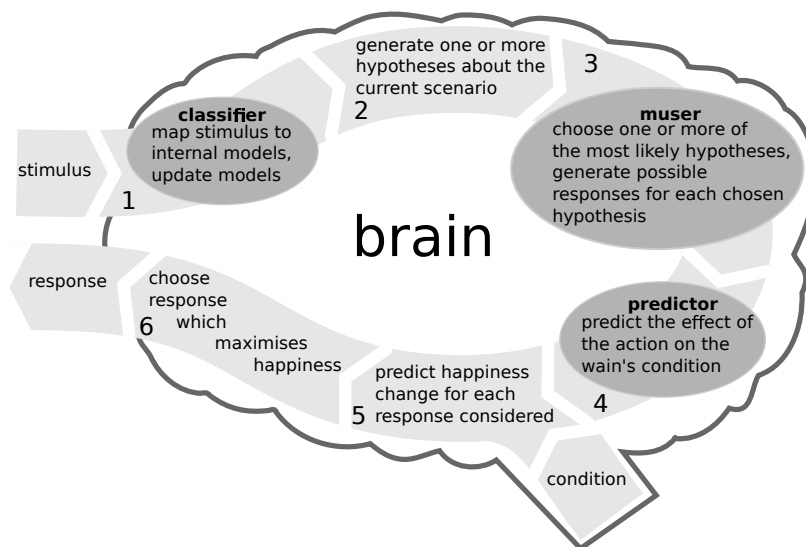 stimulus
1
classifier
map stimulus to
internal models,
update models
generate one or more
hypotheses about the
current scenario
2
3
muser
choose one or more of
the most likely hypotheses,
generate possible
responses for each chosen
hypothesis
brain
predictor
predict the effect of
the action on the
wain's condition
4
condition
predict happiness
change for each
response considered
5
choose
response
which
maximises
happiness
6
response